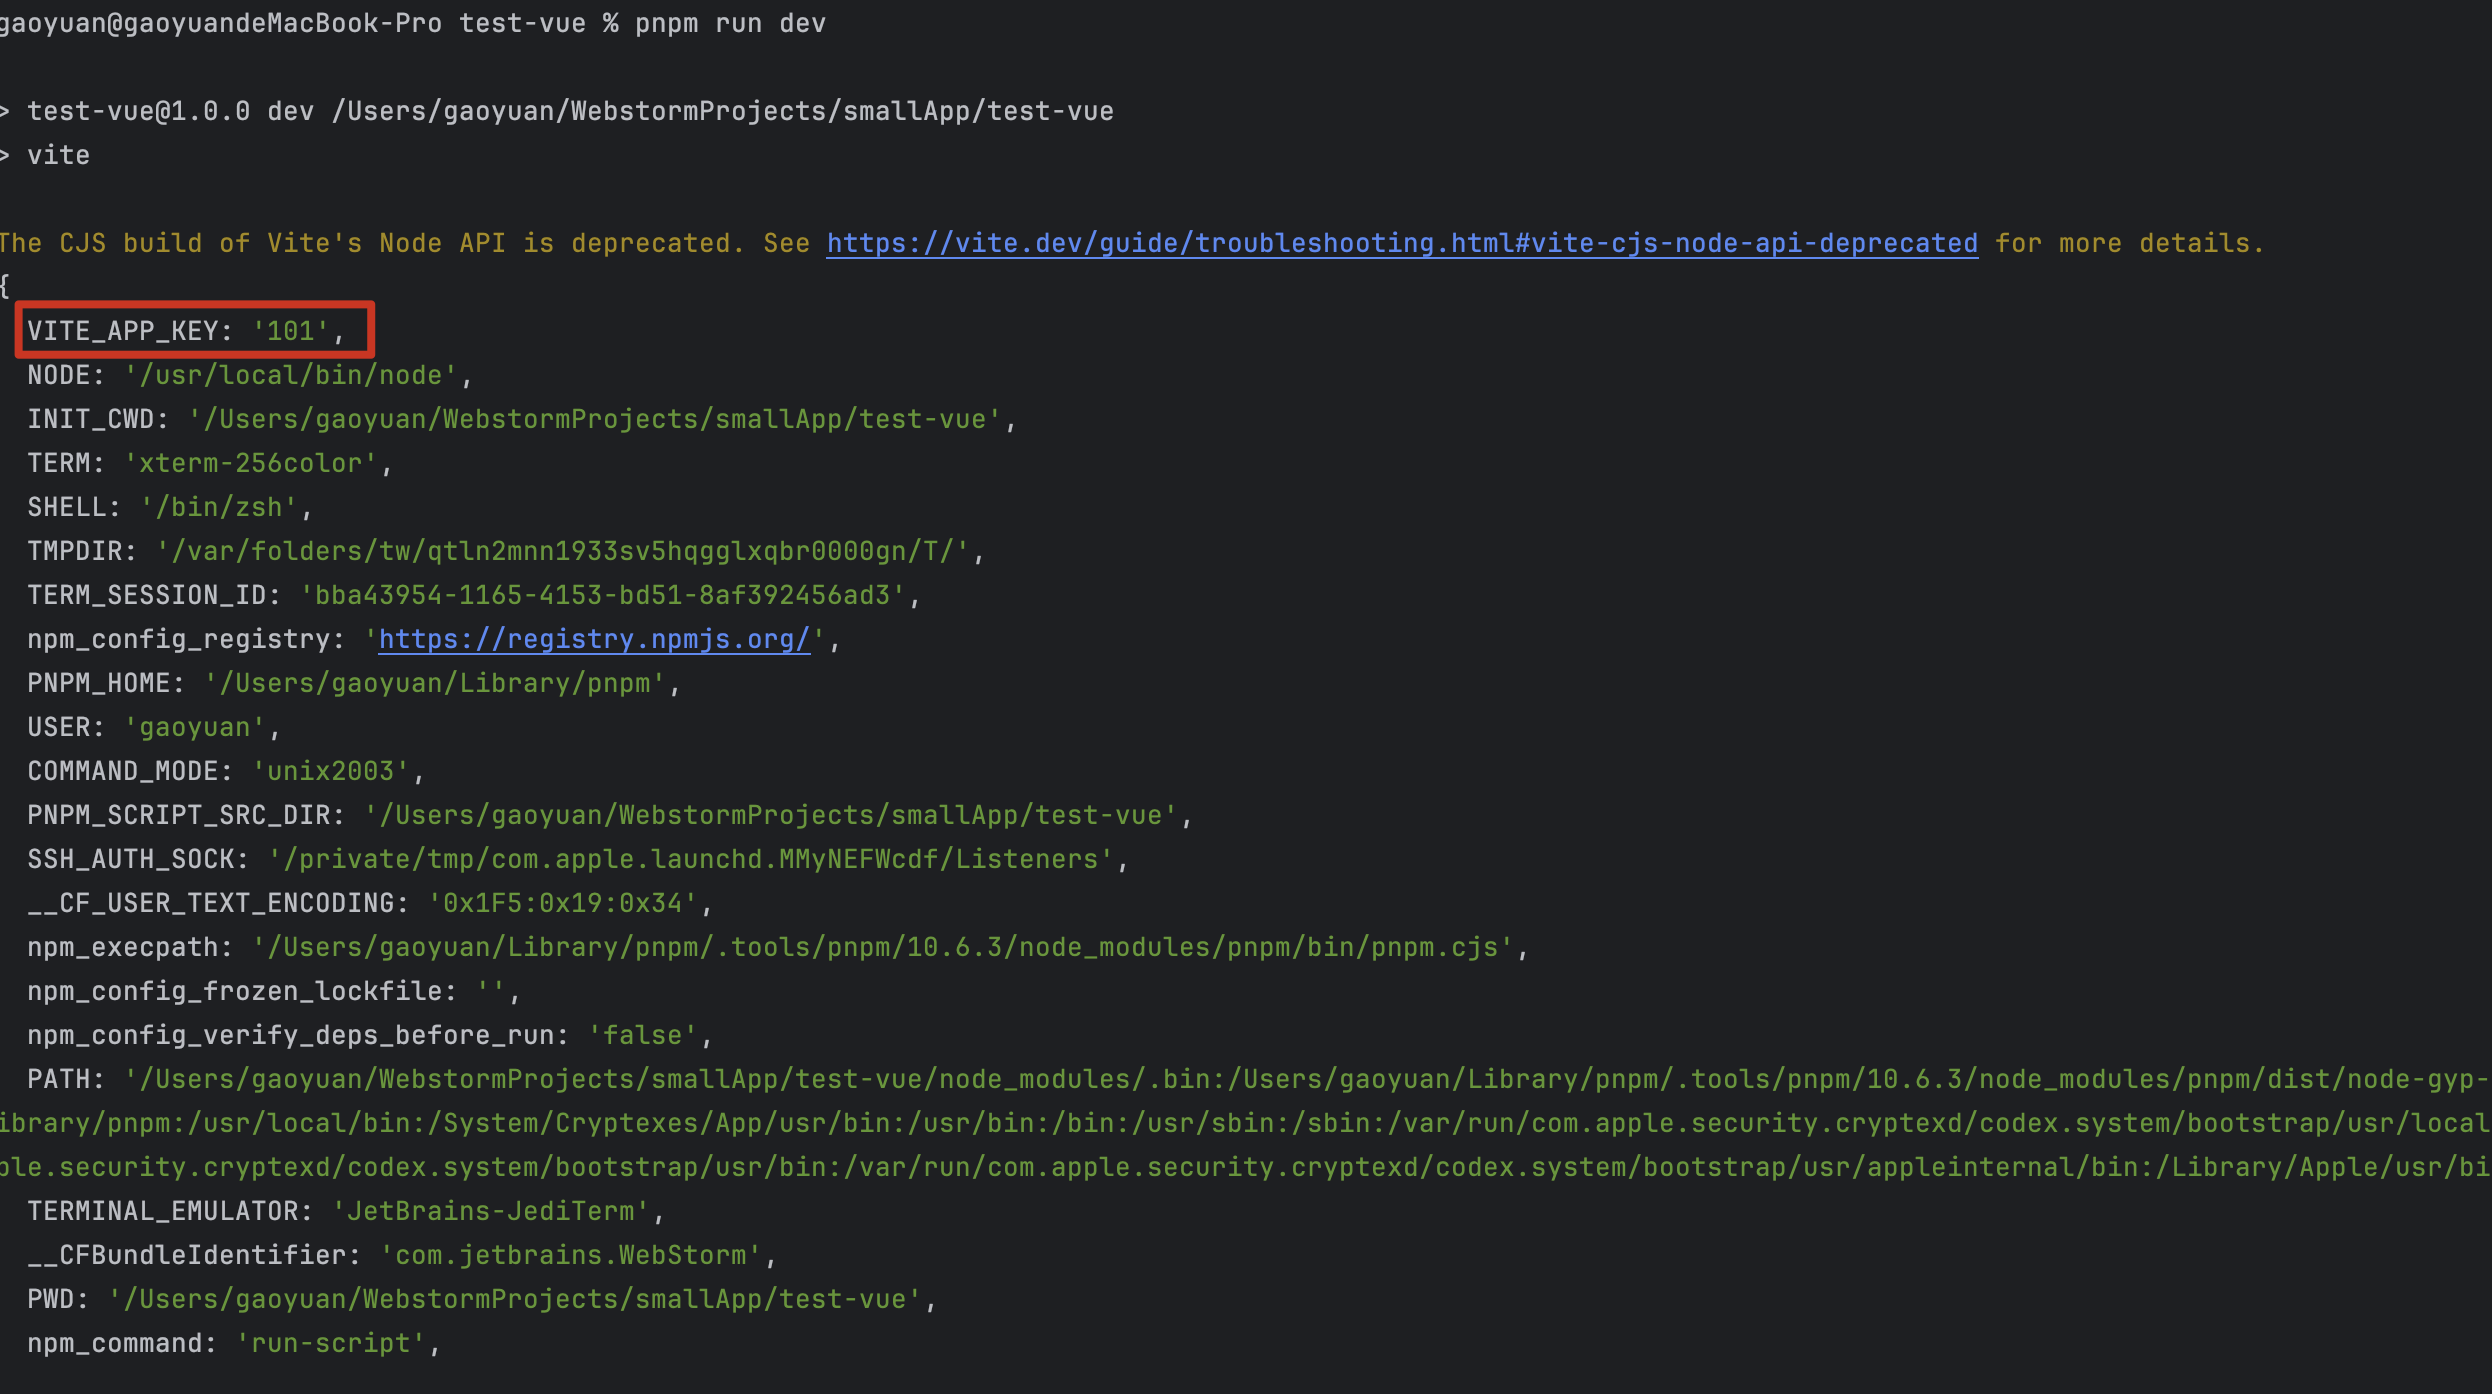 gaoyuan@gaoyuandeMacBook-Pro test-vue % pnpm run dev
> test-vue@1.0.0 dev /Users/gaoyuan/WebstormProjects/smallApp/test-vue
> vite
The CJS build of Vite's Node API is deprecated. See https://vite.dev/guide/troubleshooting.html#vite-cjs-node-api-deprecated for more details.
{
VITE_APP_KEY: '101',
NODE: '/usr/local/bin/node',
INIT_CWD: '/Users/gaoyuan/WebstormProjects/smallApp/test-vue',
TERM: 'xterm-256color',
SHELL: '/bin/zsh',
TMPDIR: '/var/folders/tw/qtln2mnn1933sv5hqgglxqbr0000gn/T/',
TERM_SESSION_ID: 'bba43954-1165-4153-bd51-8af392456ad3',
npm_config_registry: 'https://registry.npmjs.org/',
PNPM_HOME: '/Users/gaoyuan/Library/pnpm',
USER: 'gaoyuan',
COMMAND_MODE: 'unix2003',
PNPM_SCRIPT_SRC_DIR: '/Users/gaoyuan/WebstormProjects/smallApp/test-vue',
SSH_AUTH_SOCK: '/private/tmp/com.apple.launchd.MMyNEFWcdf/Listeners',
__CF_USER_TEXT_ENCODING: '0x1F5:0x19:0x34',
npm_execpath: '/Users/gaoyuan/Library/pnpm/.tools/pnpm/10.6.3/node_modules/pnpm/bin/pnpm.cjs',
npm_config_frozen_lockfile: '',
npm_config_verify_deps_before_run: 'false',
PATH: '/Users/gaoyuan/WebstormProjects/smallApp/test-vue/node_modules/.bin:/Users/gaoyuan/Library/pnpm/.tools/pnpm/10.6.3/node_modules/pnpm/dist/node-gyp-
ibrary/pnpm:/usr/local/bin:/System/Cryptexes/App/usr/bin:/usr/bin:/bin:/usr/sbin:/sbin:/var/run/com.apple.security.cryptexd/codex.system/bootstrap/usr/local
ple.security.cryptexd/codex.system/bootstrap/usr/bin:/var/run/com.apple.security.cryptexd/codex.system/bootstrap/usr/appleinternal/bin:/Library/Apple/usr/bi
TERMINAL_EMULATOR: 'JetBrains-JediTerm',
__CFBundleIdentifier: 'com.jetbrains.WebStorm',
PWD: '/Users/gaoyuan/WebstormProjects/smallApp/test-vue',
npm_command: 'run-script',